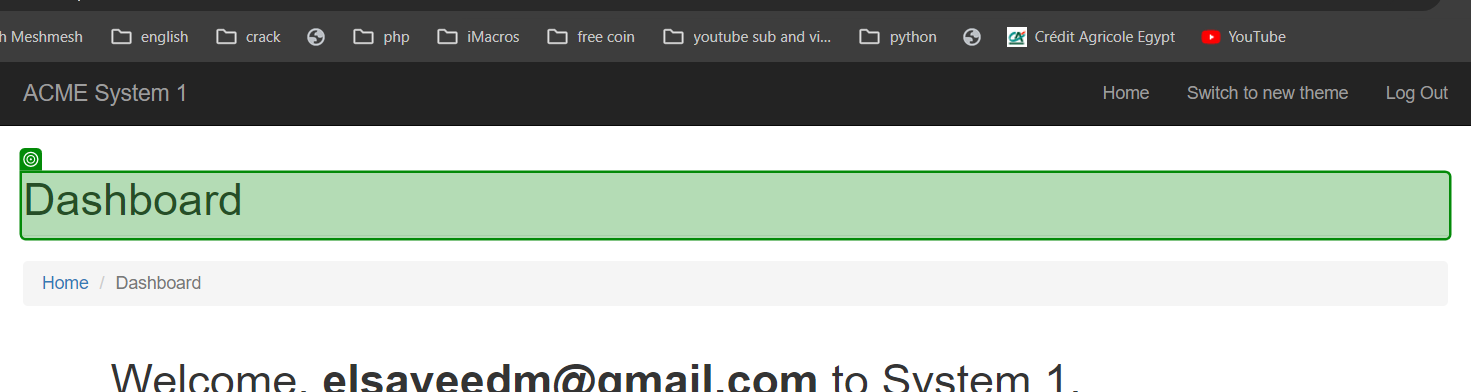 h Meshmesh english crack php iMacros free coin youtube sub and vi... python Crédit Agricole Egypt YouTube
ACME System 1 Home Switch to new theme Log Out
Dashboard
Home / Dashboard
Welcome, elsayeedm@gmail.com to System 1.